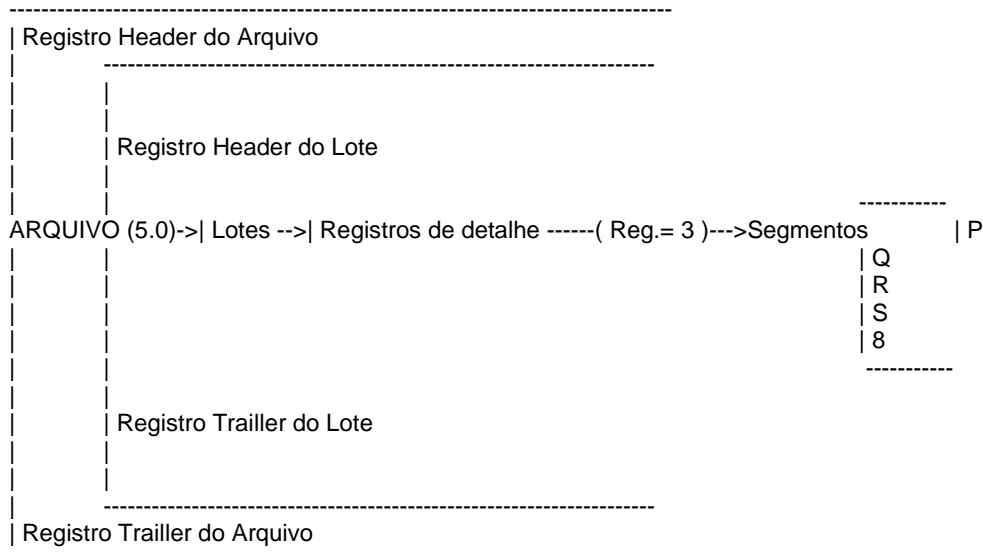 ---------------------------------------------------------------------------------
| Registro Header do Arquivo
| -------------------------------------------------------------------
| |
| |
| | Registro Header do Lote
| |
| | -----------
ARQUIVO (5.0)->| Lotes -->| Registros de detalhe ------( Reg.= 3 )--->Segmentos | P
| | | Q
| | | R
| | | S
| | | 8
| | -----------
| |
| | Registro Trailler do Lote
| |
| |
| -------------------------------------------------------------------
| Registro Trailler do Arquivo